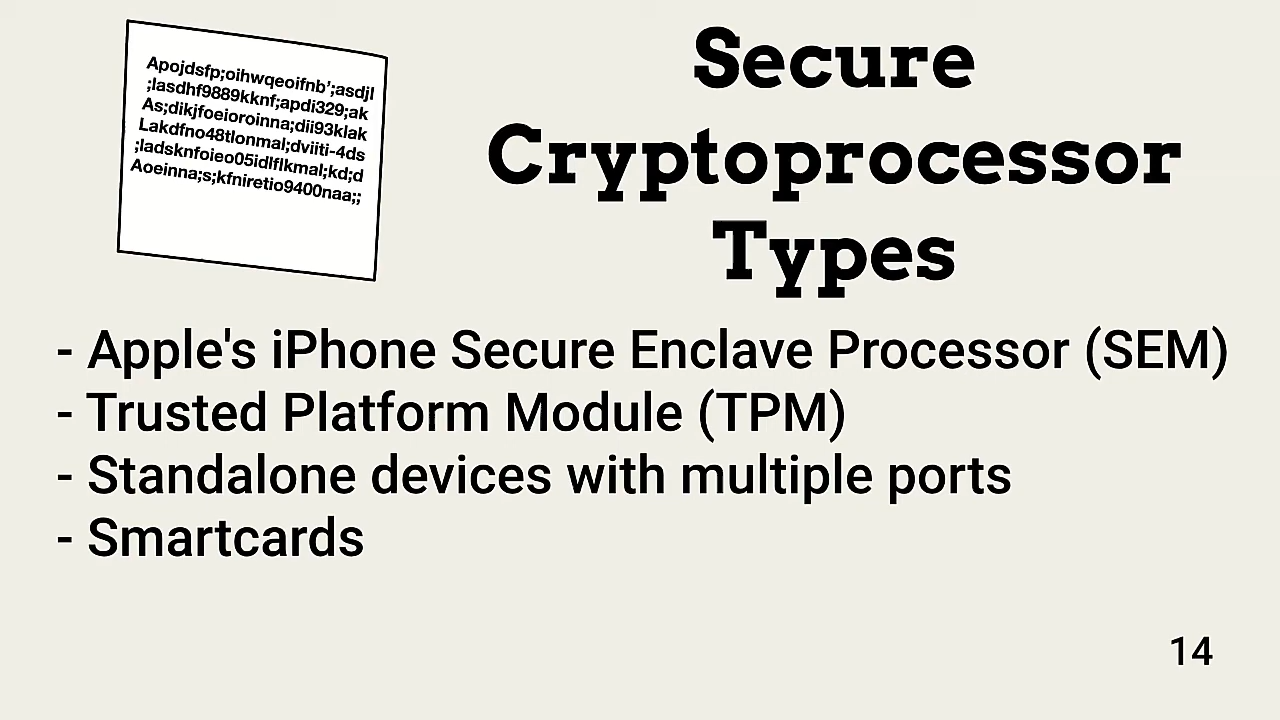 Apojdsfp;oihwqeoifnb';asdjl
;lasdhf9889kknf;apdi329;ak
As;dikjfoeioroinna;dii93klak
Lakdfno48tlonmal;dviiti-4ds
;ladsknfoieo05idlflkmal;kd;d
Aoeinna;s;kfniretio9400naa;;
Secure
Cryptoprocessor
Types
- Apple's iPhone Secure Enclave Processor (SEM)
- Trusted Platform Module (TPM)
- Standalone devices with multiple ports
- Smartcards
14